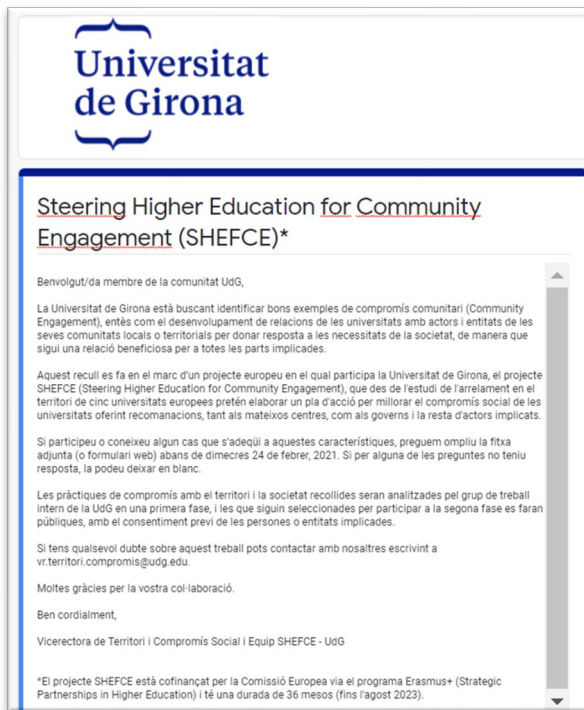 Universitat
de Girona
Steering Higher Education for Community
Engagement (SHEFCE)*
Benvolgut/da membre de la comunitat UdG,
La Universitat de Girona està buscant identificar bons exemples de compromís comunitari (Community
Engagement), entès com el desenvolupament de relacions de les universitats amb actors i entitats de les
seves comunitats locals o territorials per donar resposta a les necessitats de la societat, de manera que
sigui una relació beneficiosa per a totes les parts implicades.
Aquest recull es fa en el marc d'un projecte europeu en el qual participa la Universitat de Girona, el projecte
SHEFCE (Steering Higher Education for Community Engagement), que des de l'estudi de l'arrelament en el
territori de cinc universitats europees pretén elaborar un pla d'acció per millorar el compromís social de les
universitats oferint recomanacions, tant als mateixos centres, com als governs i la resta d'actors implicats.
Si participeu o coneixeu algun cas que s'adeqüi a aquestes característiques, preguem ompliu la fitxa
adjunta (o formulari web) abans de dimecres 24 de febrer, 2021. Si per alguna de les preguntes no teniu
resposta, la podeu deixar en blanc.
Les pràctiques de compromís amb el territori i la societat recollides seran analitzades pel grup de treball
intern de la UdG en una primera fase, i les que siguin seleccionades per participar a la segona fase es faran
públiques, amb el consentiment previ de les persones o entitats implicades.
Si tens qualsevol dubte sobre aquest treball pots contactar amb nosaltres escrivint a
vr.territori.compromis@udg.edu.
Moltes gràcies per la vostra col·laboració.
Ben cordialment,
Vicerectora de Territori i Compromís Social i Equip SHEFCE - UdG
*El projecte SHEFCE està cofinançat per la Comissió Europea via el programa Erasmus+ (Strategic
Partnerships in Higher Education) i té una durada de 36 mesos (fins l'agost 2023).